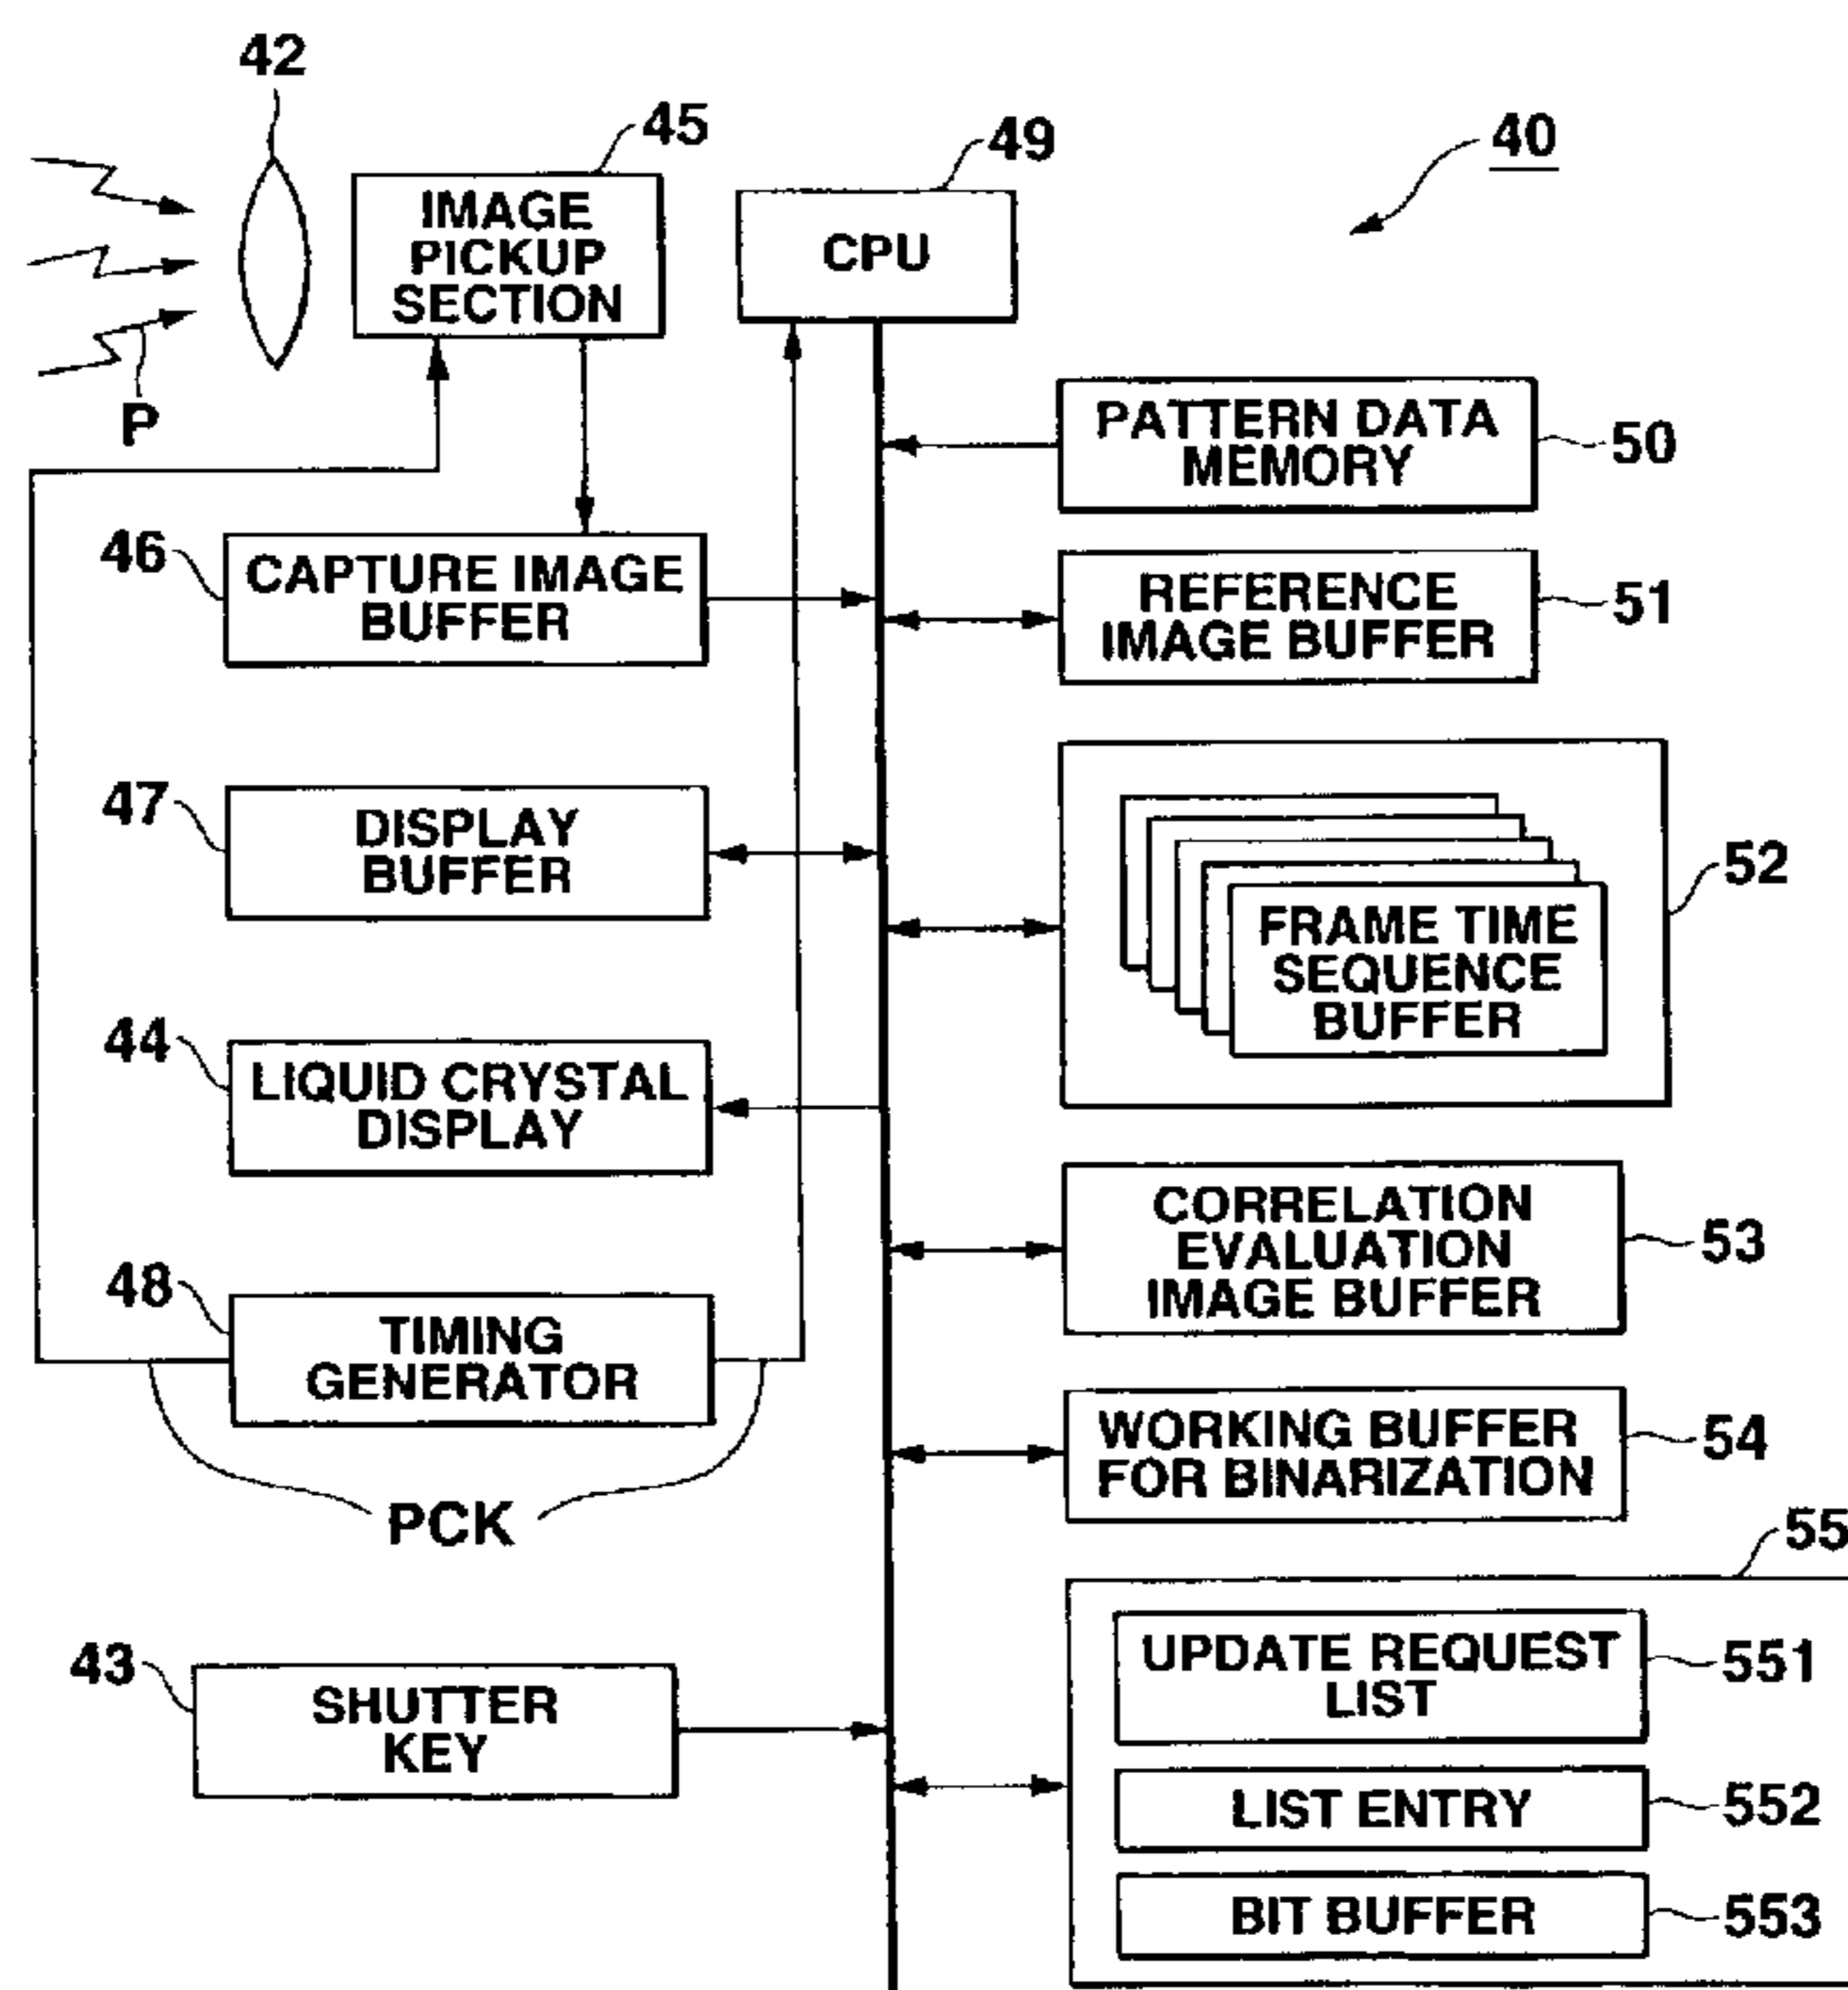 42
45
49
40
IMAGE
PICKUP
SECTION
CPU
P
PATTERN DATA
MEMORY
50
46
CAPTURE IMAGE
BUFFER
REFERENCE
IMAGE BUFFER
51
47
DISPLAY
BUFFER
52
FRAME TIME
SEQUENCE
BUFFER
44
LIQUID CRYSTAL
DISPLAY
CORRELATION
EVALUATION
IMAGE BUFFER
53
48
TIMING
GENERATOR
WORKING BUFFER
FOR BINARIZATION
54
PCK
55
43
SHUTTER
KEY
UPDATE REQUEST
LIST
551
LIST ENTRY
552
BIT BUFFER
553